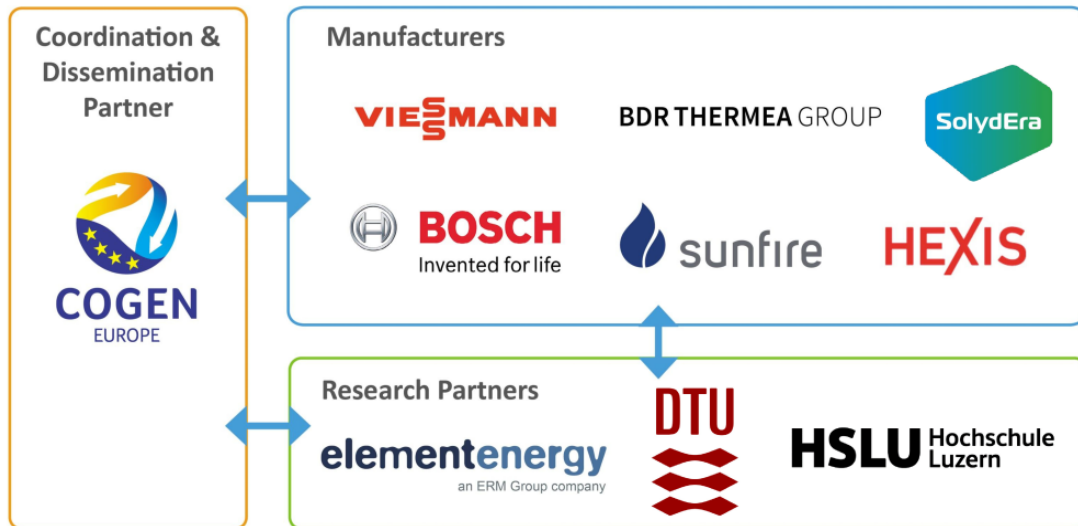 Coordination &
Dissemination
Partner
COGEN
EUROPE
Manufacturers
VIESSMANN
BDR THERMEA GROUP
SolydEra
BOSCH
Invented for life
sunfire
HEXIS
Research Partners
elementenergy
an ERM Group company
DTU
HSLU Hochschule
Luzern